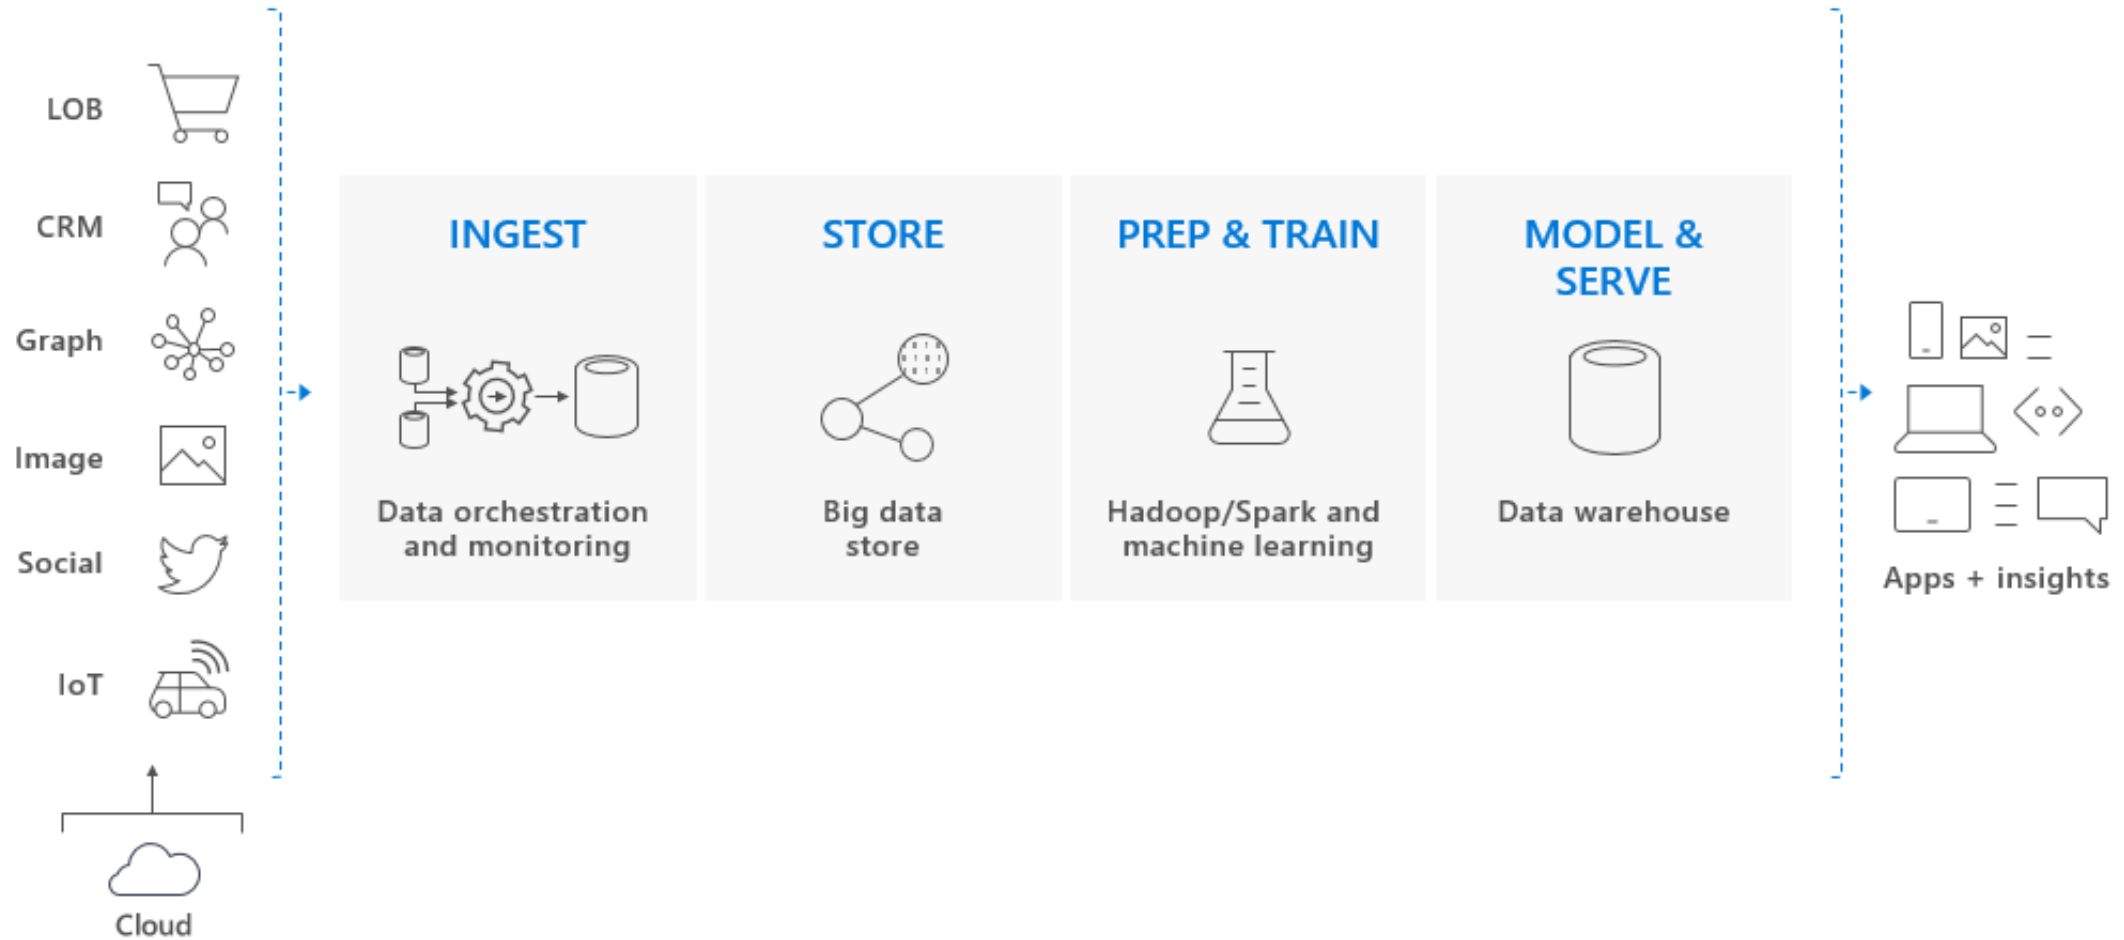 LOB
CRM
Graph
Image
Social
IoT
Cloud
INGEST
Data orchestration
and monitoring
STORE
Big data
store
PREP & TRAIN
Hadoop/Spark and
machine learning
MODEL &
SERVE
Data warehouse
Apps + insights